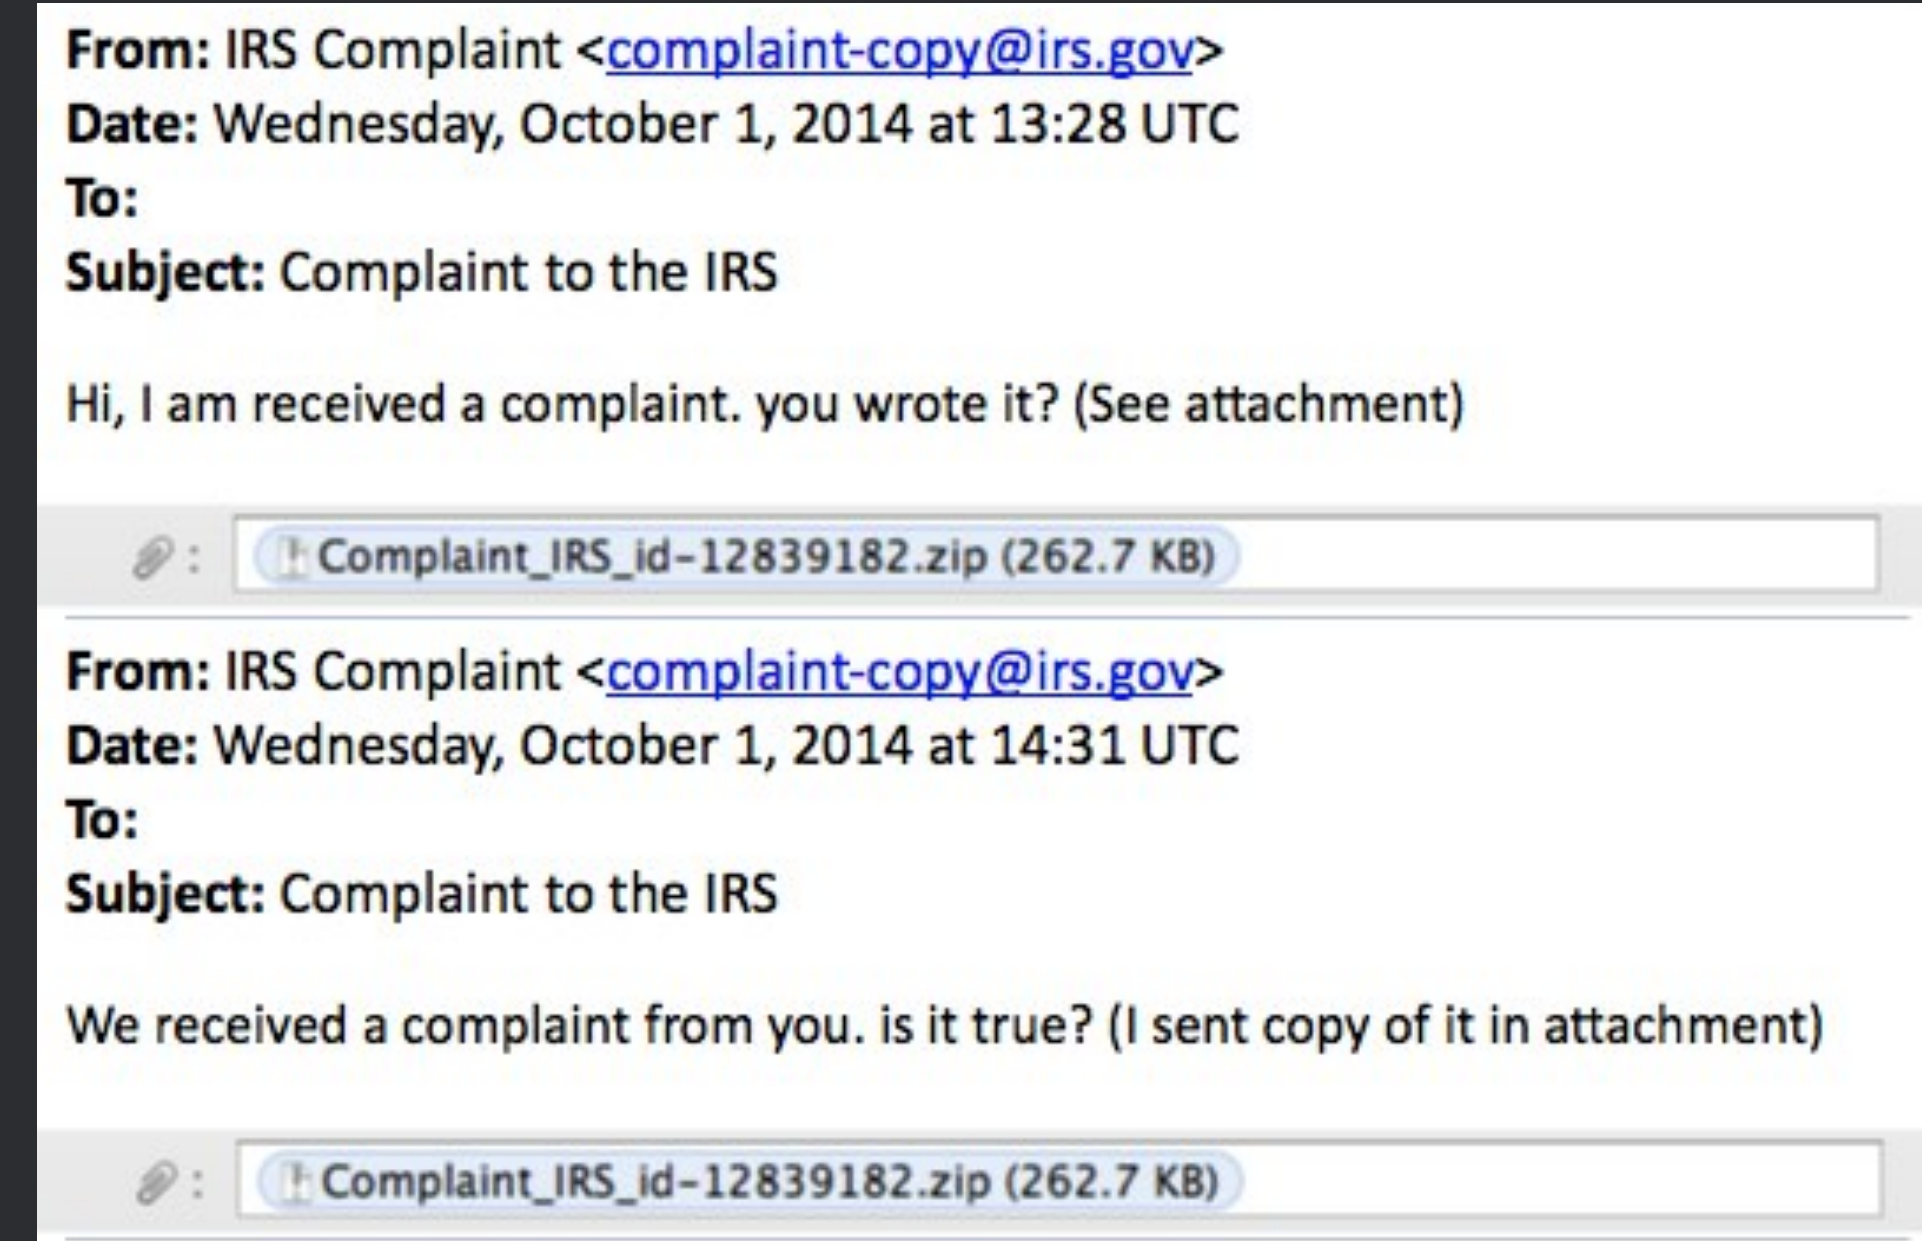 From: IRS Complaint <complaint-copy@irs.gov>
Date: Wednesday, October 1, 2014 at 13:28 UTC
To:
Subject: Complaint to the IRS
Hi, I am received a complaint. you wrote it? (See attachment)
: Complaint_IRS_id-12839182.zip (262.7 KB)
From: IRS Complaint <complaint-copy@irs.gov>
Date: Wednesday, October 1, 2014 at 14:31 UTC
To:
Subject: Complaint to the IRS
We received a complaint from you. is it true? (I sent copy of it in attachment)
: Complaint_IRS_id-12839182.zip (262.7 KB)